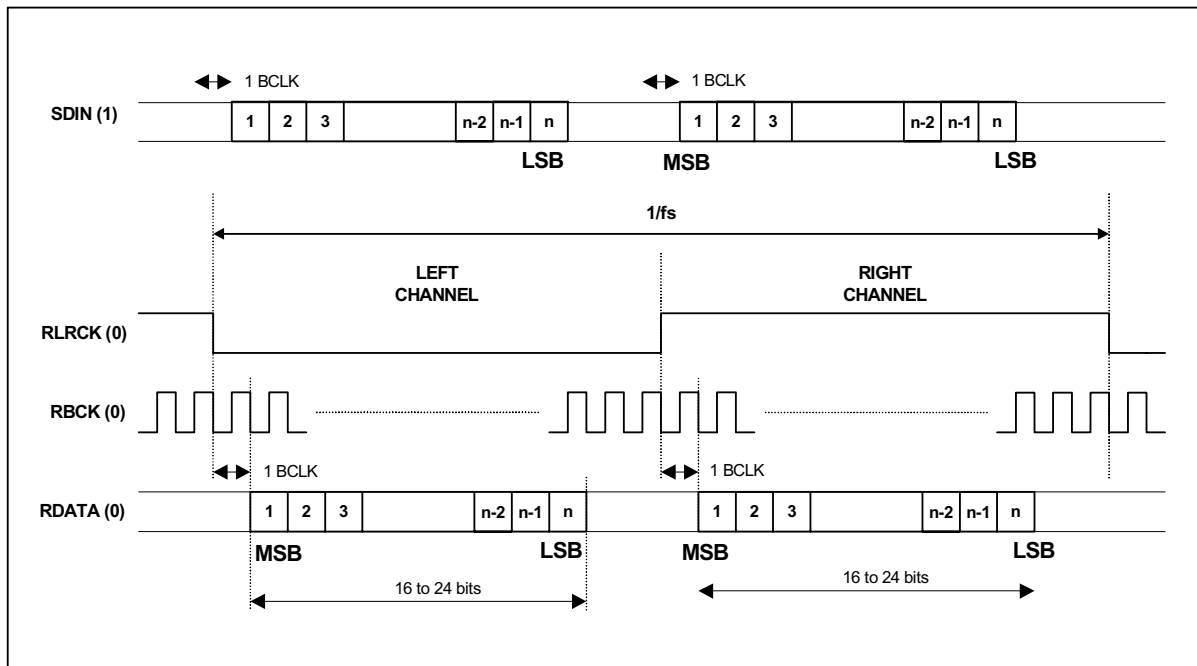 1 BCLK 1 BCLK
SDIN (1) 1 2 3 n-2 n-1 n 1 2 3 n-2 n-1 n
LSB MSB LSB
1/fs
LEFT CHANNEL
RIGHT CHANNEL
RLRCK (0)
RBCK (0)
1 BCLK 1 BCLK
RDATA (0) 1 2 3 n-2 n-1 n 1 2 3 n-2 n-1 n
MSB LSB MSB LSB
16 to 24 bits 16 to 24 bits